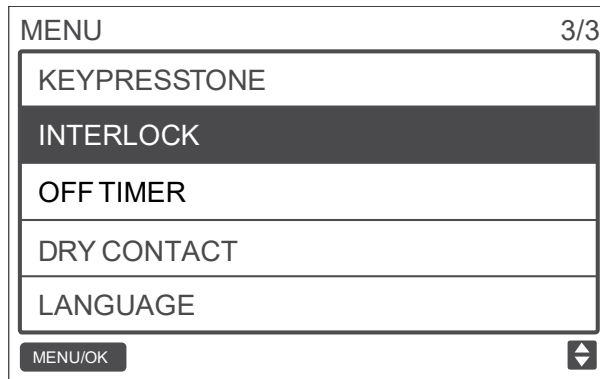 MENU 3/3
KEYPRESSTONE
INTERLOCK
OFF TIMER
DRY CONTACT
LANGUAGE
MENU/OK